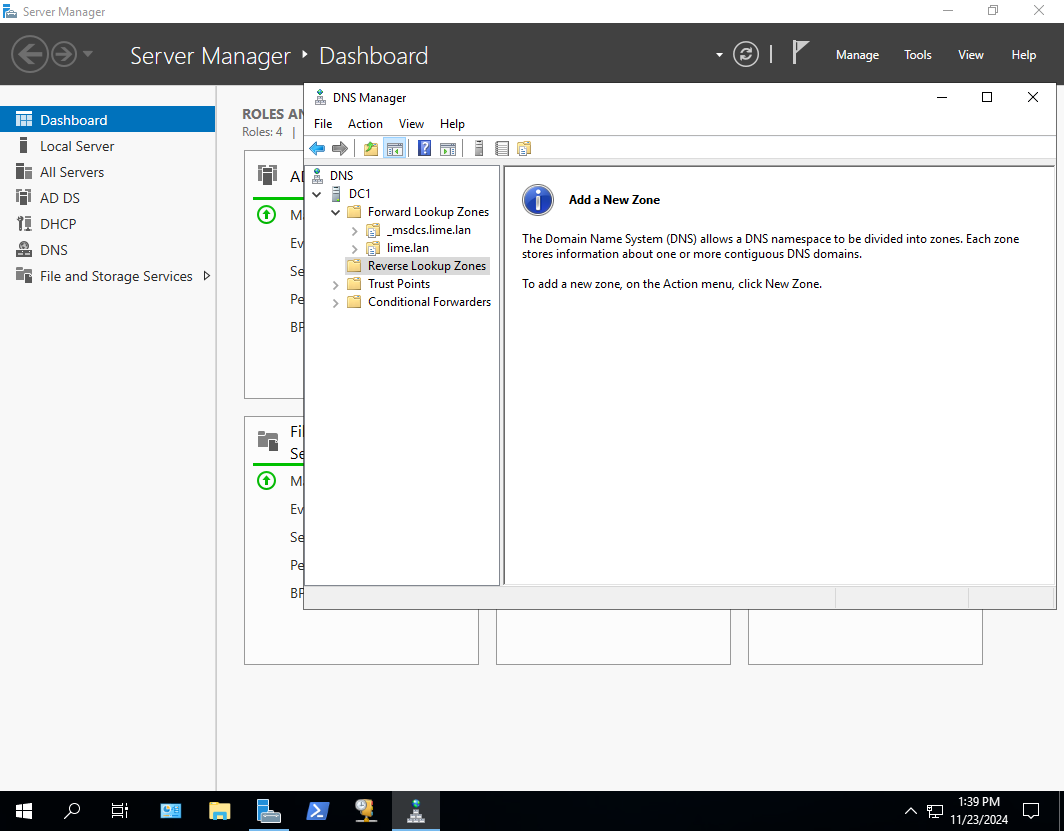 Server Manager
Server Manager
Dashboard
Manage
Tools
View
Help
Dashboard
Local Server
All Servers
AD DS
DHCP
DNS
File and Storage Services
ROLES AN
Roles: 4 |
DNS Manager
File Action View Help
DNS
DC1
Forward Lookup Zones
_msdcs.lime.lan
lime.lan
Reverse Lookup Zones
Trust Points
Conditional Forwarders
Add a New Zone
The Domain Name System (DNS) allows a DNS namespace to be divided into zones. Each zone
stores information about one or more contiguous DNS domains.
To add a new zone, on the Action menu, click New Zone.
Ev
Se
Pe
Fil
Se
Ev
Se
Pe
1:39 PM
11/23/2024